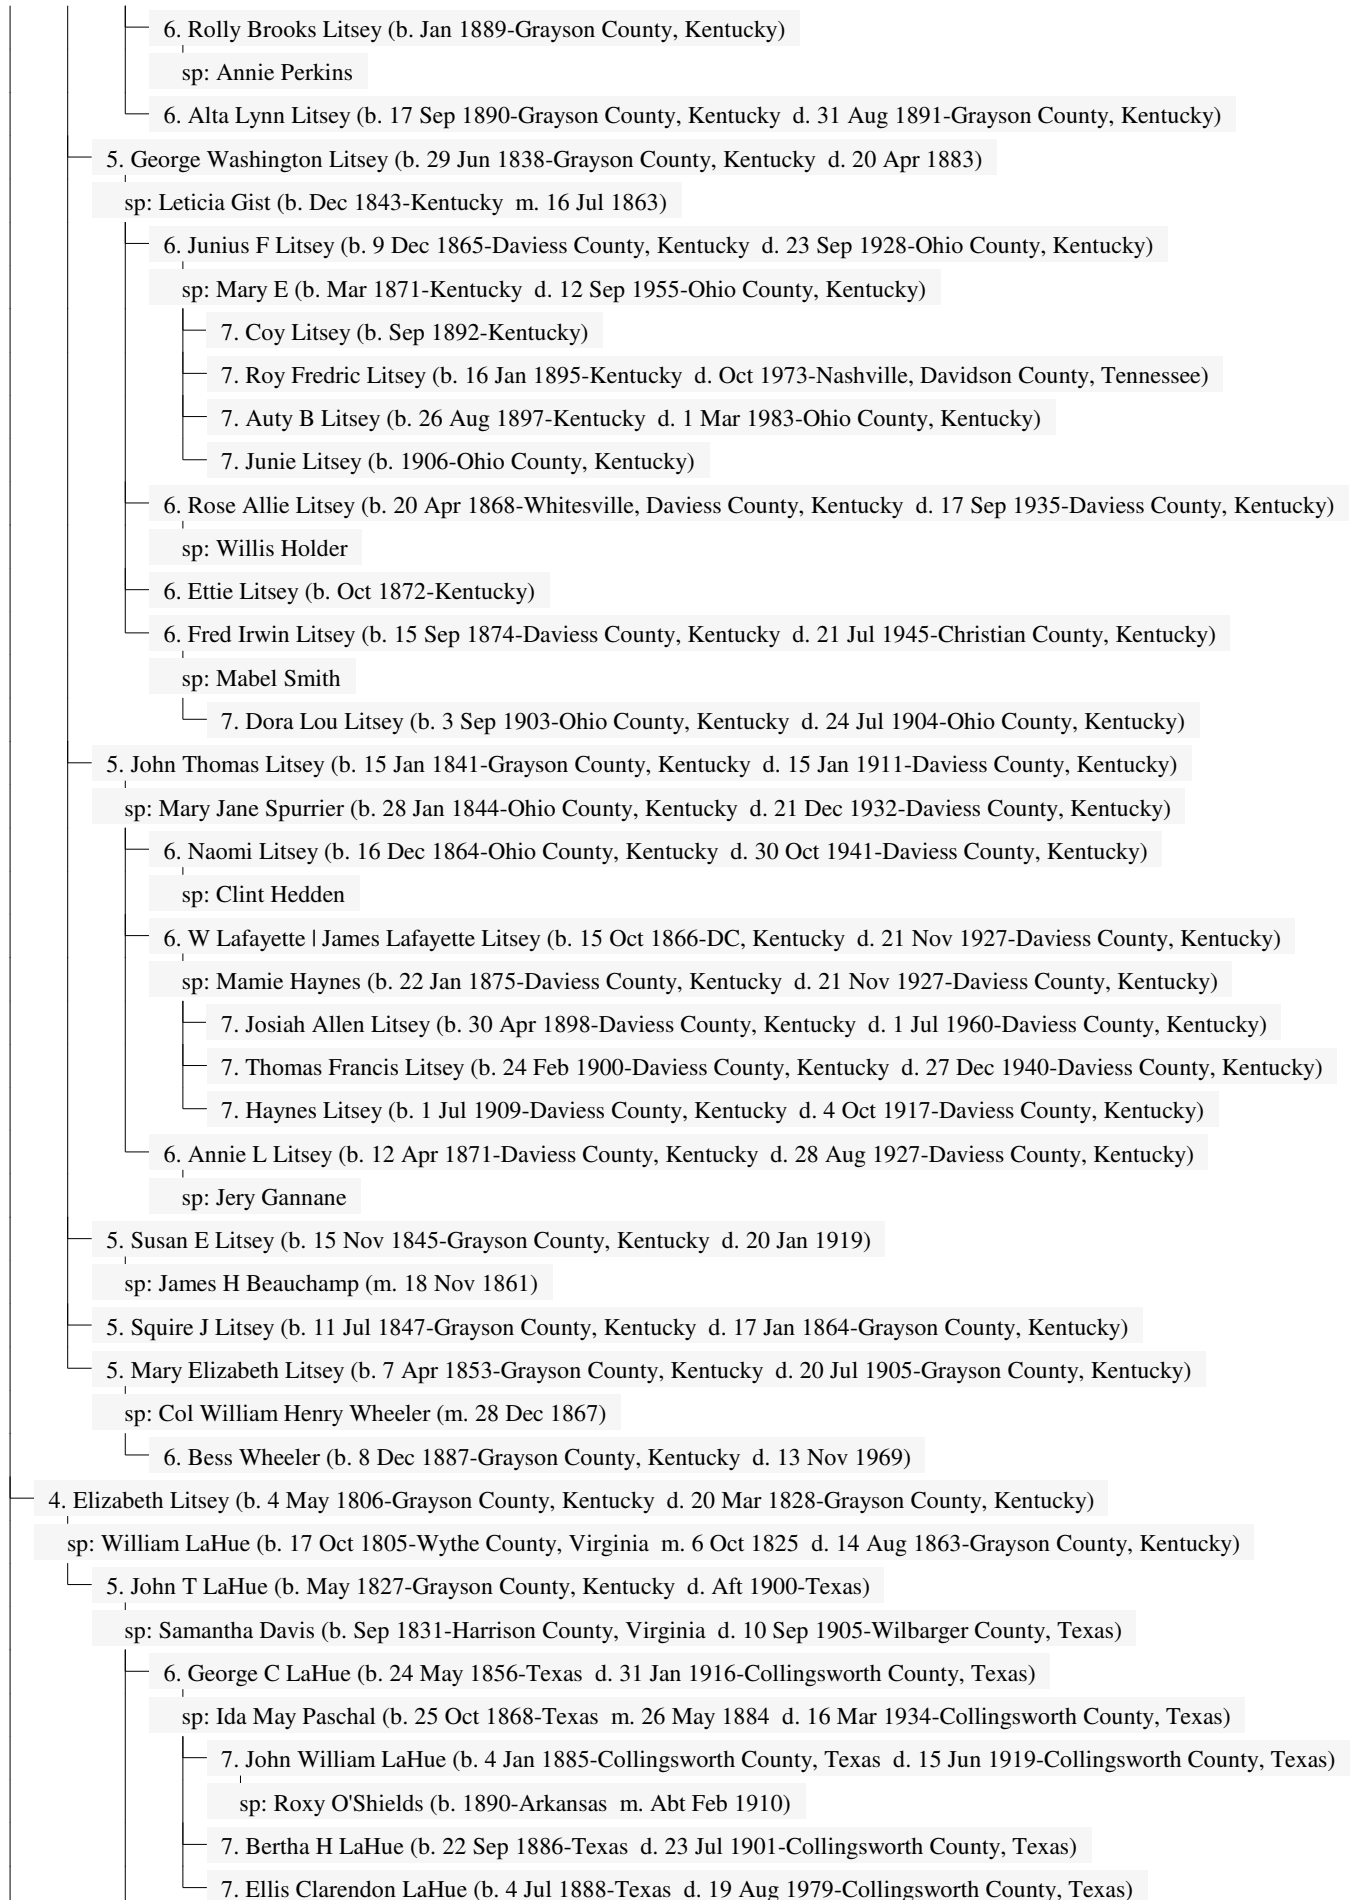 6. Rolly Brooks Litsey (b. Jan 1889-Grayson County, Kentucky)
sp: Annie Perkins
6. Alta Lynn Litsey (b. 17 Sep 1890-Grayson County, Kentucky d. 31 Aug 1891-Grayson County, Kentucky)
5. George Washington Litsey (b. 29 Jun 1838-Grayson County, Kentucky d. 20 Apr 1883)
sp: Leticia Gist (b. Dec 1843-Kentucky m. 16 Jul 1863)
6. Junius F Litsey (b. 9 Dec 1865-Daviess County, Kentucky d. 23 Sep 1928-Ohio County, Kentucky)
sp: Mary E (b. Mar 1871-Kentucky d. 12 Sep 1955-Ohio County, Kentucky)
7. Coy Litsey (b. Sep 1892-Kentucky)
7. Roy Fredric Litsey (b. 16 Jan 1895-Kentucky d. Oct 1973-Nashville, Davidson County, Tennessee)
7. Auty B Litsey (b. 26 Aug 1897-Kentucky d. 1 Mar 1983-Ohio County, Kentucky)
7. Junie Litsey (b. 1906-Ohio County, Kentucky)
6. Rose Allie Litsey (b. 20 Apr 1868-Whitesville, Daviess County, Kentucky d. 17 Sep 1935-Daviess County, Kentucky)
sp: Willis Holder
6. Ettie Litsey (b. Oct 1872-Kentucky)
6. Fred Irwin Litsey (b. 15 Sep 1874-Daviess County, Kentucky d. 21 Jul 1945-Christian County, Kentucky)
sp: Mabel Smith
7. Dora Lou Litsey (b. 3 Sep 1903-Ohio County, Kentucky d. 24 Jul 1904-Ohio County, Kentucky)
5. John Thomas Litsey (b. 15 Jan 1841-Grayson County, Kentucky d. 15 Jan 1911-Daviess County, Kentucky)
sp: Mary Jane Spurrier (b. 28 Jan 1844-Ohio County, Kentucky d. 21 Dec 1932-Daviess County, Kentucky)
6. Naomi Litsey (b. 16 Dec 1864-Ohio County, Kentucky d. 30 Oct 1941-Daviess County, Kentucky)
sp: Clint Hedden
6. W Lafayette | James Lafayette Litsey (b. 15 Oct 1866-DC, Kentucky d. 21 Nov 1927-Daviess County, Kentucky)
sp: Mamie Haynes (b. 22 Jan 1875-Daviess County, Kentucky d. 21 Nov 1927-Daviess County, Kentucky)
7. Josiah Allen Litsey (b. 30 Apr 1898-Daviess County, Kentucky d. 1 Jul 1960-Daviess County, Kentucky)
7. Thomas Francis Litsey (b. 24 Feb 1900-Daviess County, Kentucky d. 27 Dec 1940-Daviess County, Kentucky)
7. Haynes Litsey (b. 1 Jul 1909-Daviess County, Kentucky d. 4 Oct 1917-Daviess County, Kentucky)
6. Annie L Litsey (b. 12 Apr 1871-Daviess County, Kentucky d. 28 Aug 1927-Daviess County, Kentucky)
sp: Jery Gannane
5. Susan E Litsey (b. 15 Nov 1845-Grayson County, Kentucky d. 20 Jan 1919)
sp: James H Beauchamp (m. 18 Nov 1861)
5. Squire J Litsey (b. 11 Jul 1847-Grayson County, Kentucky d. 17 Jan 1864-Grayson County, Kentucky)
5. Mary Elizabeth Litsey (b. 7 Apr 1853-Grayson County, Kentucky d. 20 Jul 1905-Grayson County, Kentucky)
sp: Col William Henry Wheeler (m. 28 Dec 1867)
6. Bess Wheeler (b. 8 Dec 1887-Grayson County, Kentucky d. 13 Nov 1969)
4. Elizabeth Litsey (b. 4 May 1806-Grayson County, Kentucky d. 20 Mar 1828-Grayson County, Kentucky)
sp: William LaHue (b. 17 Oct 1805-Wythe County, Virginia m. 6 Oct 1825 d. 14 Aug 1863-Grayson County, Kentucky)
5. John T LaHue (b. May 1827-Grayson County, Kentucky d. Aft 1900-Texas)
sp: Samantha Davis (b. Sep 1831-Harrison County, Virginia d. 10 Sep 1905-Wilbarger County, Texas)
6. George C LaHue (b. 24 May 1856-Texas d. 31 Jan 1916-Collingsworth County, Texas)
sp: Ida May Paschal (b. 25 Oct 1868-Texas m. 26 May 1884 d. 16 Mar 1934-Collingsworth County, Texas)
7. John William LaHue (b. 4 Jan 1885-Collingsworth County, Texas d. 15 Jun 1919-Collingsworth County, Texas)
sp: Roxy O'Shields (b. 1890-Arkansas m. Abt Feb 1910)
7. Bertha H LaHue (b. 22 Sep 1886-Texas d. 23 Jul 1901-Collingsworth County, Texas)
7. Ellis Clarendon LaHue (b. 4 Jul 1888-Texas d. 19 Aug 1979-Collingsworth County, Texas)